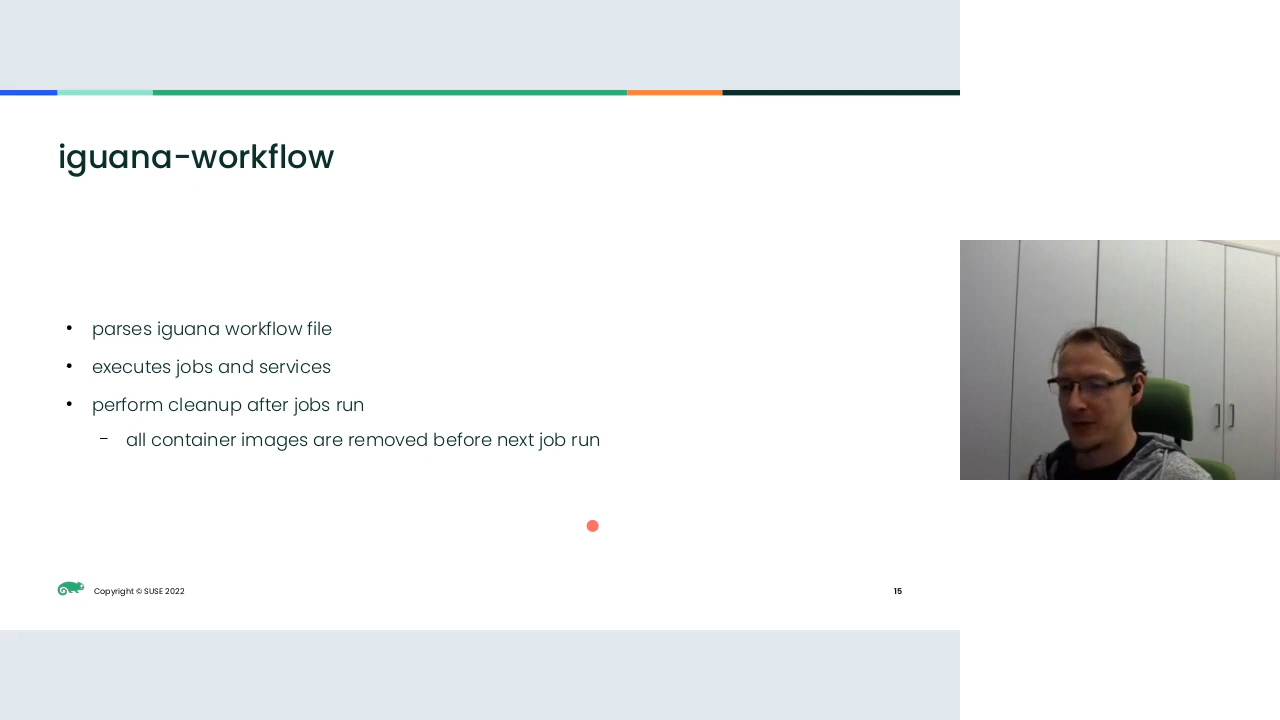 iguana-workflow
• parses iguana workflow file
• executes jobs and services
• perform cleanup after jobs run
– all container images are removed before next job run
Copyright © SUSE 2022
15